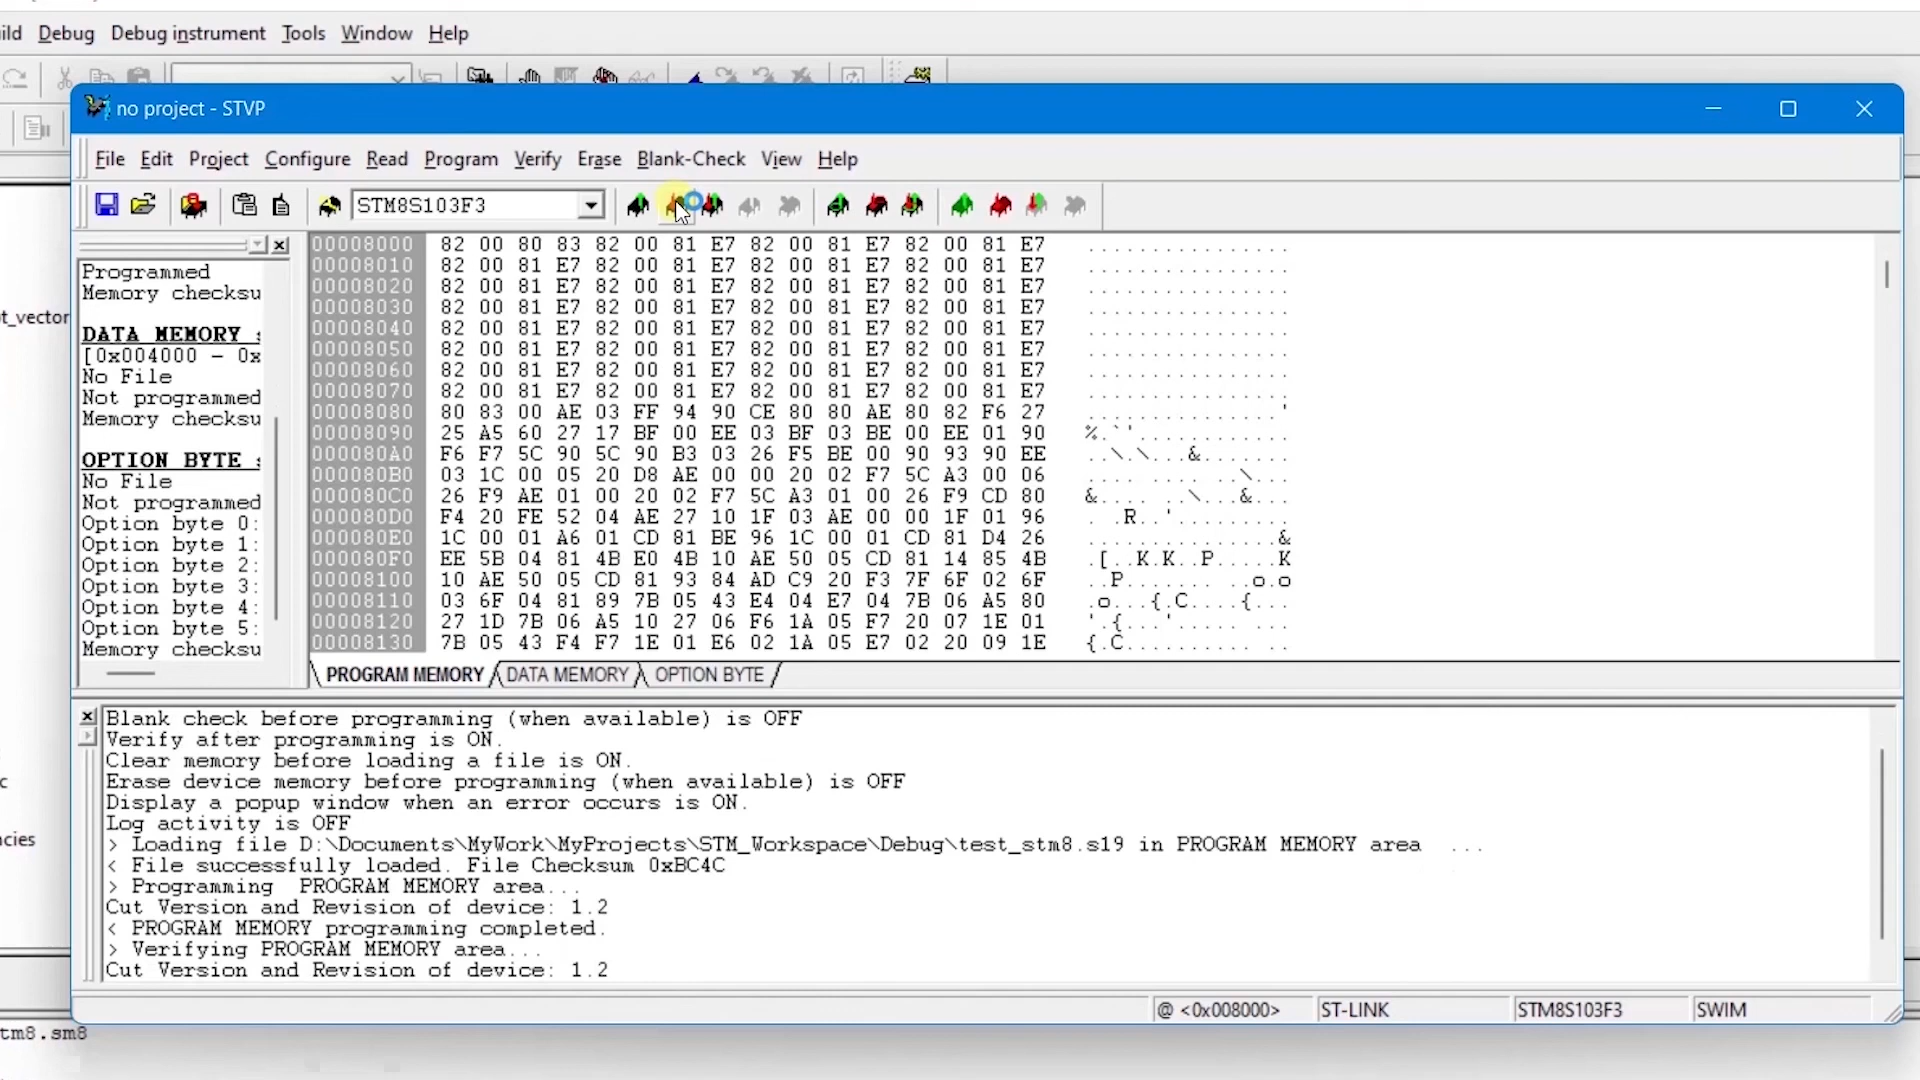 ild Debug Debug instrument Tools Window Help
no project - STVP
File Edit Project Configure Read Program Verify Erase Blank-Check View Help
STM8S103F3
Programmed
Memory checksu
DATA MEMORY
[0x004000 - 0x
No File
Not programmed
Memory checksu
OPTION BYTE
No File
Not programmed
Option byte 0:
Option byte 1:
Option byte 2:
Option byte 3:
Option byte 4:
Option byte 5:
Memory checksu
00008000 82 00 80 83 82 00 81 E7 82 00 81 E7 82 00 81 E7 ................
00008010 82 00 81 E7 82 00 81 E7 82 00 81 E7 82 00 81 E7 ................
00008020 82 00 81 E7 82 00 81 E7 82 00 81 E7 82 00 81 E7 ................
00008030 82 00 81 E7 82 00 81 E7 82 00 81 E7 82 00 81 E7 ................
00008040 82 00 81 E7 82 00 81 E7 82 00 81 E7 82 00 81 E7 ................
00008050 82 00 81 E7 82 00 81 E7 82 00 81 E7 82 00 81 E7 ................
00008060 82 00 81 E7 82 00 81 E7 82 00 81 E7 82 00 81 E7 ................
00008070 82 00 81 E7 82 00 81 E7 82 00 81 E7 82 00 81 E7 ................
00008080 80 83 00 AE 03 FF 94 90 CE 80 80 AE 80 82 F6 27 ...............'
00008090 25 A5 60 27 17 BF 00 EE 03 BF 03 BE 00 EE 01 90 %.`'............
000080A0 F6 F7 5C 90 5C 90 B3 03 26 F5 BE 00 90 93 90 EE ..\.\...&.......
000080B0 03 1C 00 05 20 D8 AE 00 00 20 02 F7 5C A3 00 06 .... .... ..\...
000080C0 26 F9 AE 01 00 20 02 F7 5C A3 01 00 26 F9 CD 80 &.... ..\...&...
000080D0 F4 20 FE 52 04 AE 27 10 1F 03 AE 00 00 1F 01 96 . .R..'.........
000080E0 1C 00 01 A6 01 CD 81 BE 96 1C 00 01 CD 81 D4 26 ...............&
000080F0 EE 5B 04 81 4B E0 4B 10 AE 50 05 CD 81 14 85 4B .[..K.K..P.....K
00008100 10 AE 50 05 CD 81 93 84 AD C9 20 F3 7F 6F 02 6F ..P....... ..o.o
00008110 03 6F 04 81 89 7B 05 43 E4 04 E7 04 7B 06 A5 80 .o...{.C....{...
00008120 27 1D 7B 06 A5 10 27 06 F6 1A 05 F7 20 07 1E 01 '.{...'..... ...
00008130 7B 05 43 F4 F7 1E 01 E6 02 1A 05 E7 02 20 09 1E {.C.......... ..
PROGRAM MEMORY DATA MEMORY OPTION BYTE
Blank check before programming (when available) is OFF
Verify after programming is ON.
Clear memory before loading a file is ON.
Erase device memory before programming (when available) is OFF
Display a popup window when an error occurs is ON.
Log activity is OFF
> Loading file D:\Documents\MyWork\MyProjects\STM_Workspace\Debug\test_stm8.s19 in PROGRAM MEMORY area ...
< File successfully loaded. File Checksum 0xBC4C
> Programming PROGRAM MEMORY area...
Cut Version and Revision of device: 1.2
< PROGRAM MEMORY programming completed.
> Verifying PROGRAM MEMORY area...
Cut Version and Revision of device: 1.2
@ <0x008000> ST-LINK STM8S103F3 SWIM
t_vector
c
cies
tm8.sm8